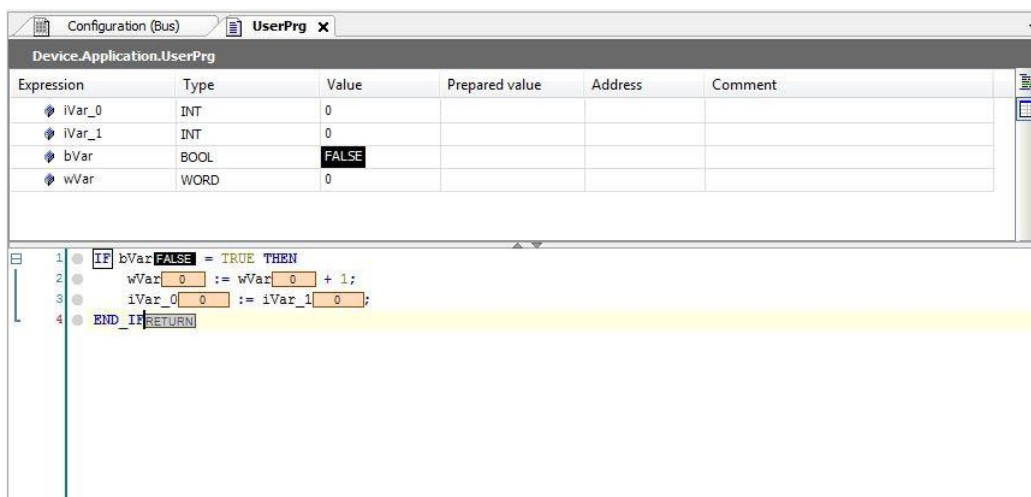 Configuration (Bus) UserPrg X
Device.Application.UserPrg
Expression Type Value Prepared value Address Comment
iVar_0 INT 0
iVar_1 INT 0
bVar BOOL FALSE
wVar WORD 0
1 IF bVar FALSE = TRUE THEN
2 wVar 0 := wVar 0 + 1;
3 iVar_0 0 := iVar_1 0 ;
4 END_IF RETURN